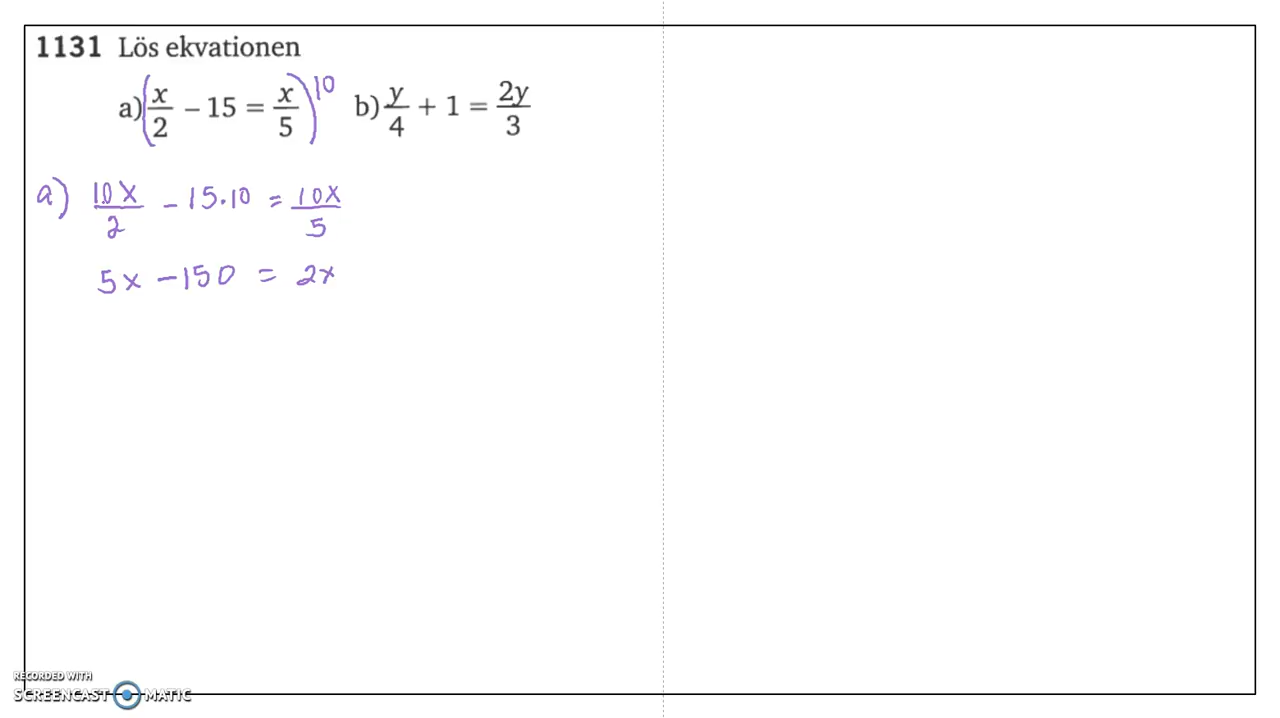 1131 Lös ekvationen
a) (x/2 – 15 = x/5) 10 b) y/4 + 1 = 2y/3
a) 10x/2 - 15·10 = 10x/5
5x - 150 = 2x
RECORDED WITH
SCREENCAST MATIC